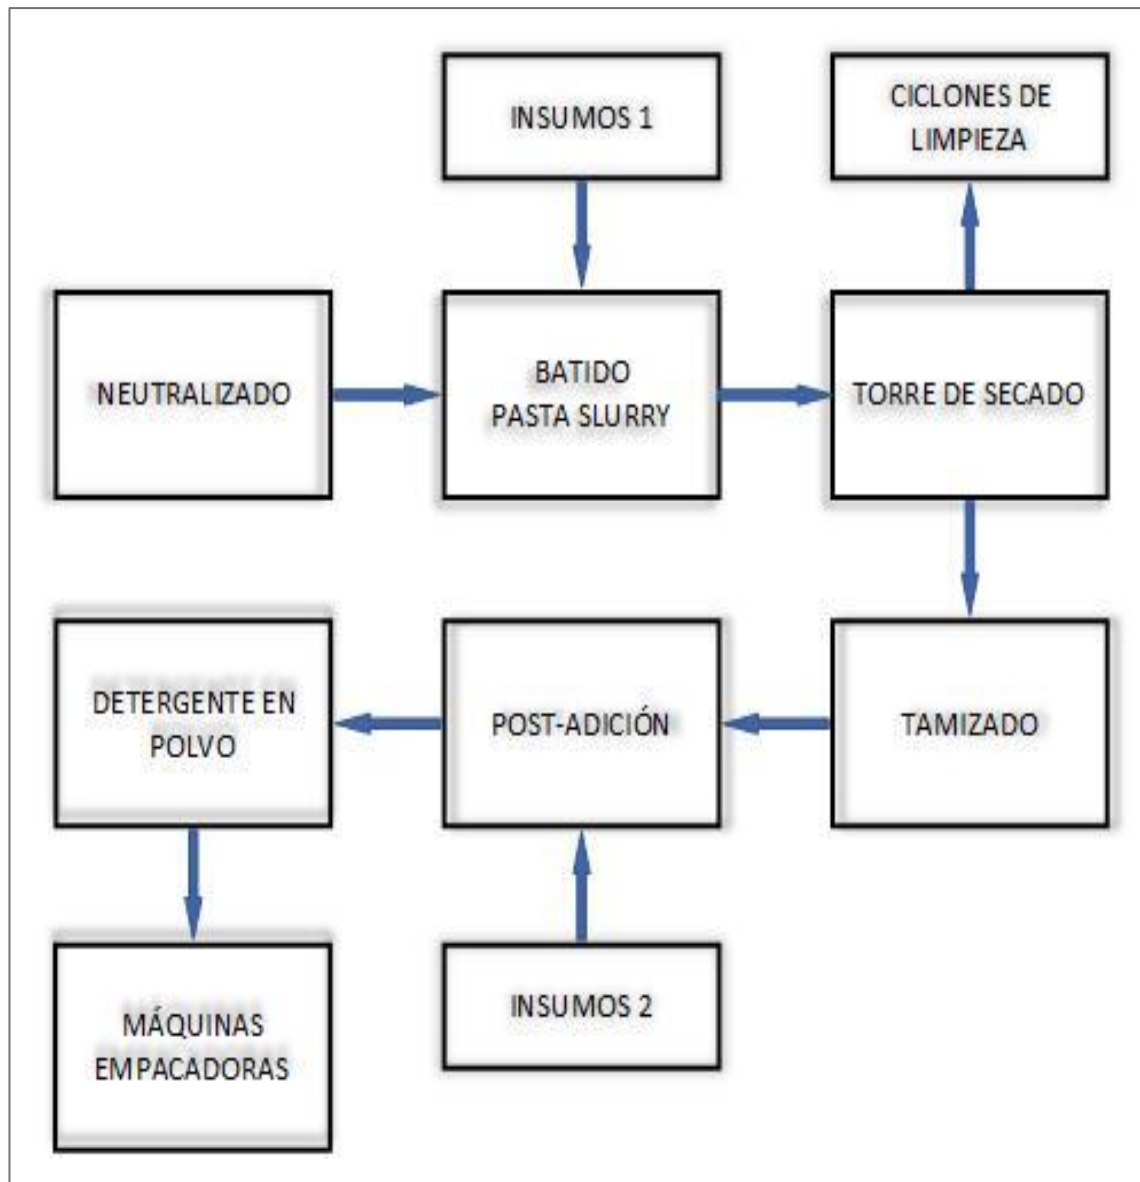 INSUMOS 1
CICLONES DE
LIMPIEZA
NEUTRALIZADO
BATIDO
PASTA SLURRY
TORRE DE SECADO
DETERGENTE EN
POLVO
POST-ADICIÓN
TAMIZADO
MÁQUINAS
EMPACADORAS
INSUMOS 2